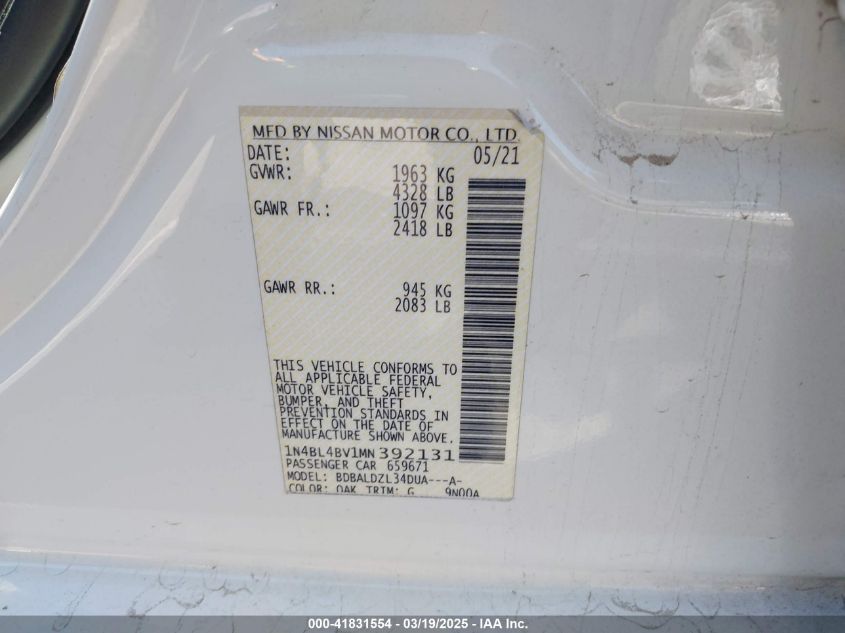 MFD BY NISSAN MOTOR CO., LTD.
DATE: 05/21
GVWR: 1963 KG
4328 LB
GAWR FR.: 1097 KG
2418 LB
GAWR RR.: 945 KG
2083 LB
THIS VEHICLE CONFORMS TO
ALL APPLICABLE FEDERAL
MOTOR VEHICLE SAFETY,
BUMPER, AND THEFT
PREVENTION STANDARDS IN
EFFECT ON THE DATE OF
MANUFACTURE SHOWN ABOVE.
1N4BL4BV1MN392131
PASSENGER CAR 659671
MODEL: BDBALDZL34DUA---A-
COLOR: QAK TRIM: G 9N00A
000-41831554 - 03/19/2025 - IAA Inc.